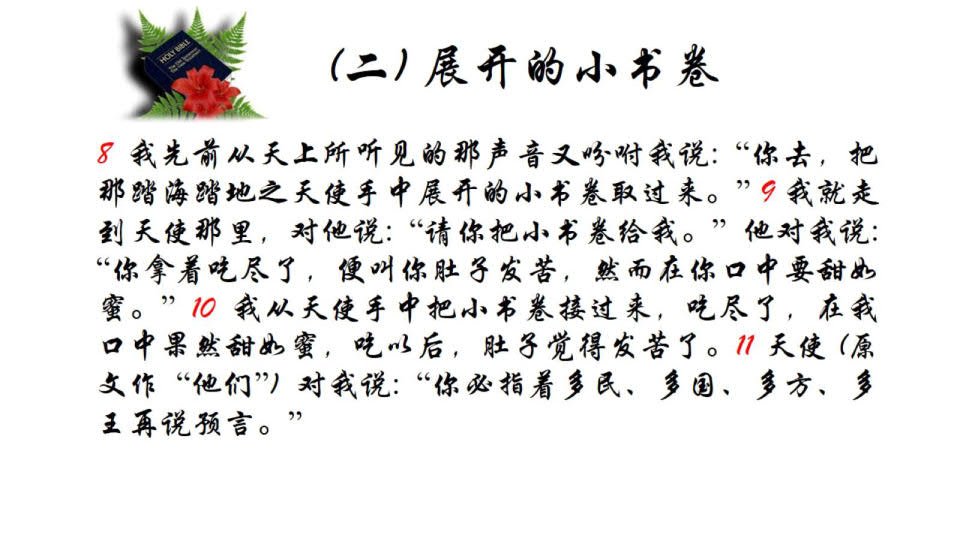 HOLY BIBLE
(二)展开的小书卷
8 我先前从天上所听见的那声音又吩咐我说:“你去,把
那踏海踏地之天使手中展开的小书卷取过来。” 9 我就走
到天使那里,对他说:“请你把小书卷给我。” 他对我说:
“你拿着吃尽了,便叫你肚子发苦,然而在你口中要甜如
蜜。” 10 我从天使手中把小书卷接过来,吃尽了,在我
口中果然甜如蜜,吃以后,肚子觉得发苦了。11 天使(原
文作“他们”)对我说:“你必指着多民、多国、多方、多
王再说预言。”